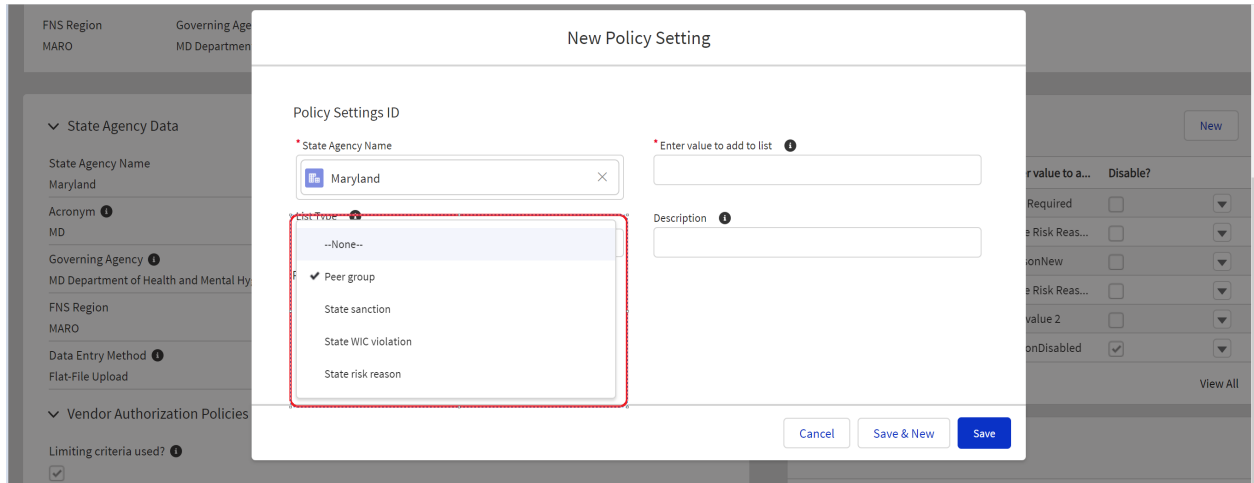 FNS Region
Governing Age
MARO
MD Departmen
New Policy Setting
State Agency Data
New
State Agency Name
Maryland
Acronym
MD
Governing Agency
MD Department of Health and Mental Hy
FNS Region
MARO
Data Entry Method
Flat-File Upload
Vendor Authorization Policies
Limiting criteria used?
Policy Settings ID
* State Agency Name
Maryland
* Enter value to add to list
List Type
Description
--None--
Peer group
State sanction
State WIC violation
State risk reason
Cancel
Save & New
Save
r value to a...
Disable?
Required
e Risk Reas...
sonNew
e Risk Reas...
value 2
onDisabled
View All